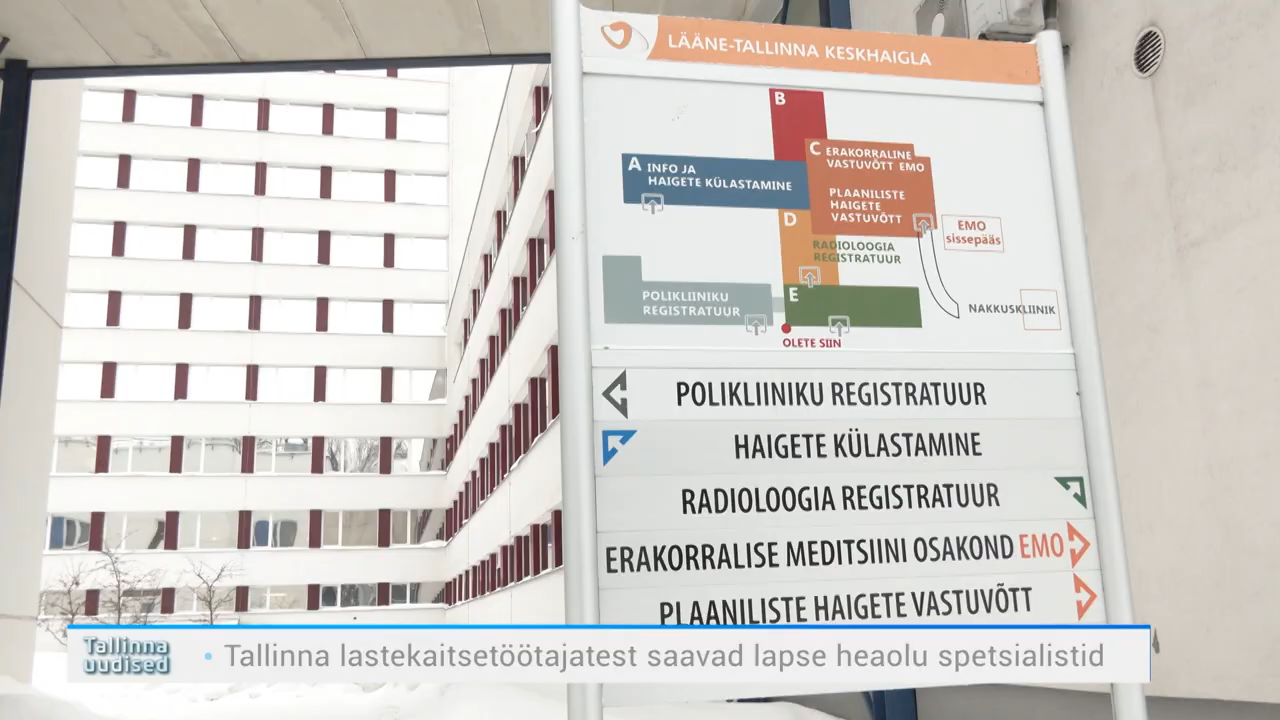 LÄÄNE-TALLINNA KESKHAIGLA
B
A INFO JA
HAIGETE KÜLASTAMINE
C ERAKORRALINE
VASTUVÕTT EMO
PLAANILISTE
HAIGETE
VASTUVÕTT
D
RADIOLOOGIA
REGISTRATUUR
EMO
sissepääs
POLIKLIINIKU
REGISTRATUUR
E
NAKKUSKLIINIK
OLETE SIIN
POLIKLIINIKU REGISTRATUUR
HAIGETE KÜLASTAMINE
RADIOLOOGIA REGISTRATUUR
ERAKORRALISE MEDITSIINI OSAKOND EMO
PLAANILISTE HAIGETE VASTUVÕTT
Tallinna
uudised
• Tallinna lastekaitsetöötajatest saavad lapse heaolu spetsialistid